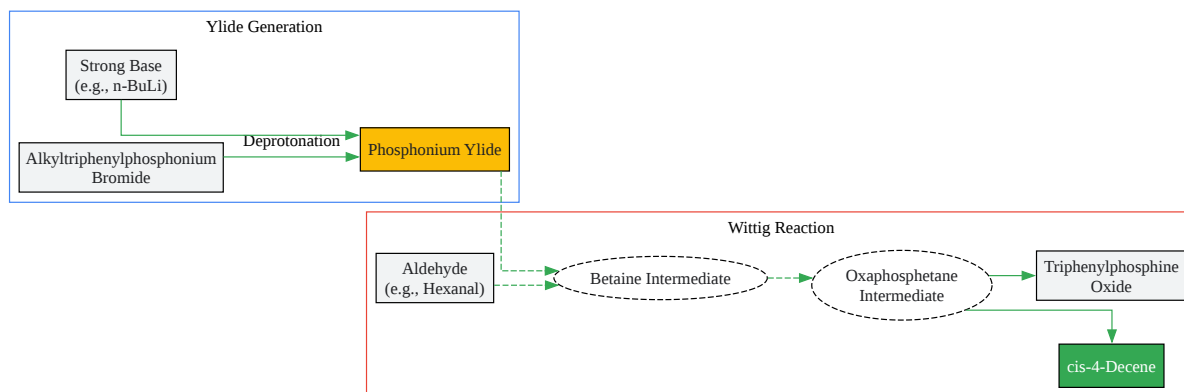 Ylide Generation
Strong Base
(e.g., n-BuLi)
Deprotonation
Alkyltriphenylphosphonium
Bromide
Phosphonium Ylide
Wittig Reaction
Aldehyde
(e.g., Hexanal)
Betaine Intermediate
Oxaphosphetane
Intermediate
Triphenylphosphine
Oxide
cis-4-Decene